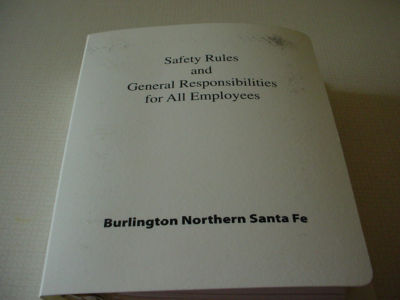 Safety Rules
and
General Responsibilities
for All Employees
Burlington Northern Santa Fe